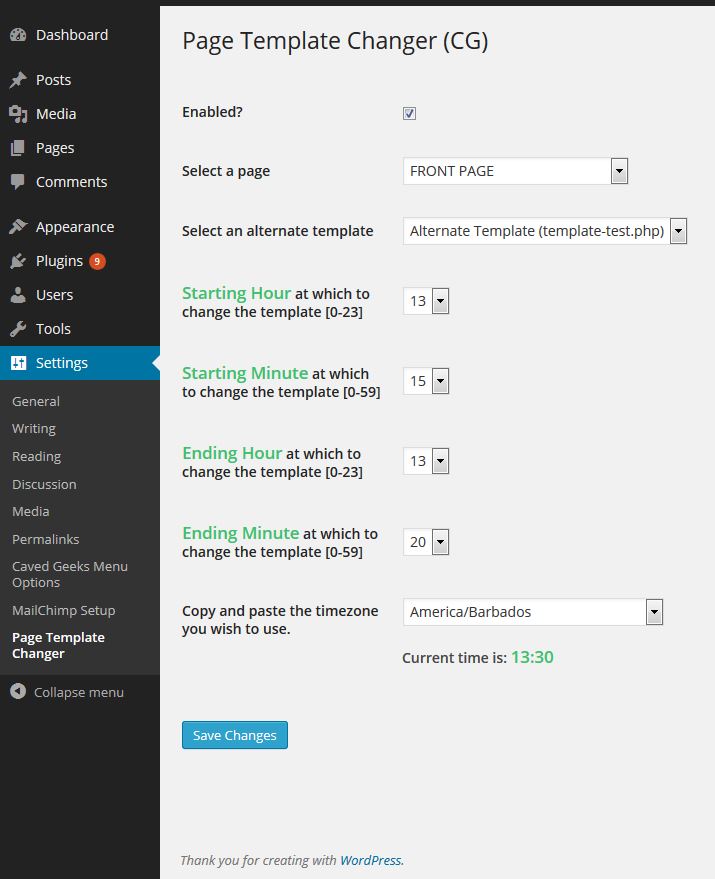 Dashboard
Posts
Media
Pages
Comments
Appearance
Plugins 9
Users
Tools
Settings
General
Writing
Reading
Discussion
Media
Permalinks
Caved Geeks Menu
Options
MailChimp Setup
Page Template
Changer
Collapse menu
Page Template Changer (CG)
Enabled?
Select a page
FRONT PAGE
Select an alternate template
Alternate Template (template-test.php)
Starting Hour at which to
change the template [0-23]
13
Starting Minute at which
to change the template [0-59]
15
Ending Hour at which to
change the template [0-23]
13
Ending Minute at which to
change the template [0-59]
20
Copy and paste the timezone
you wish to use.
America/Barbados
Current time is: 13:30
Save Changes
Thank you for creating with WordPress.